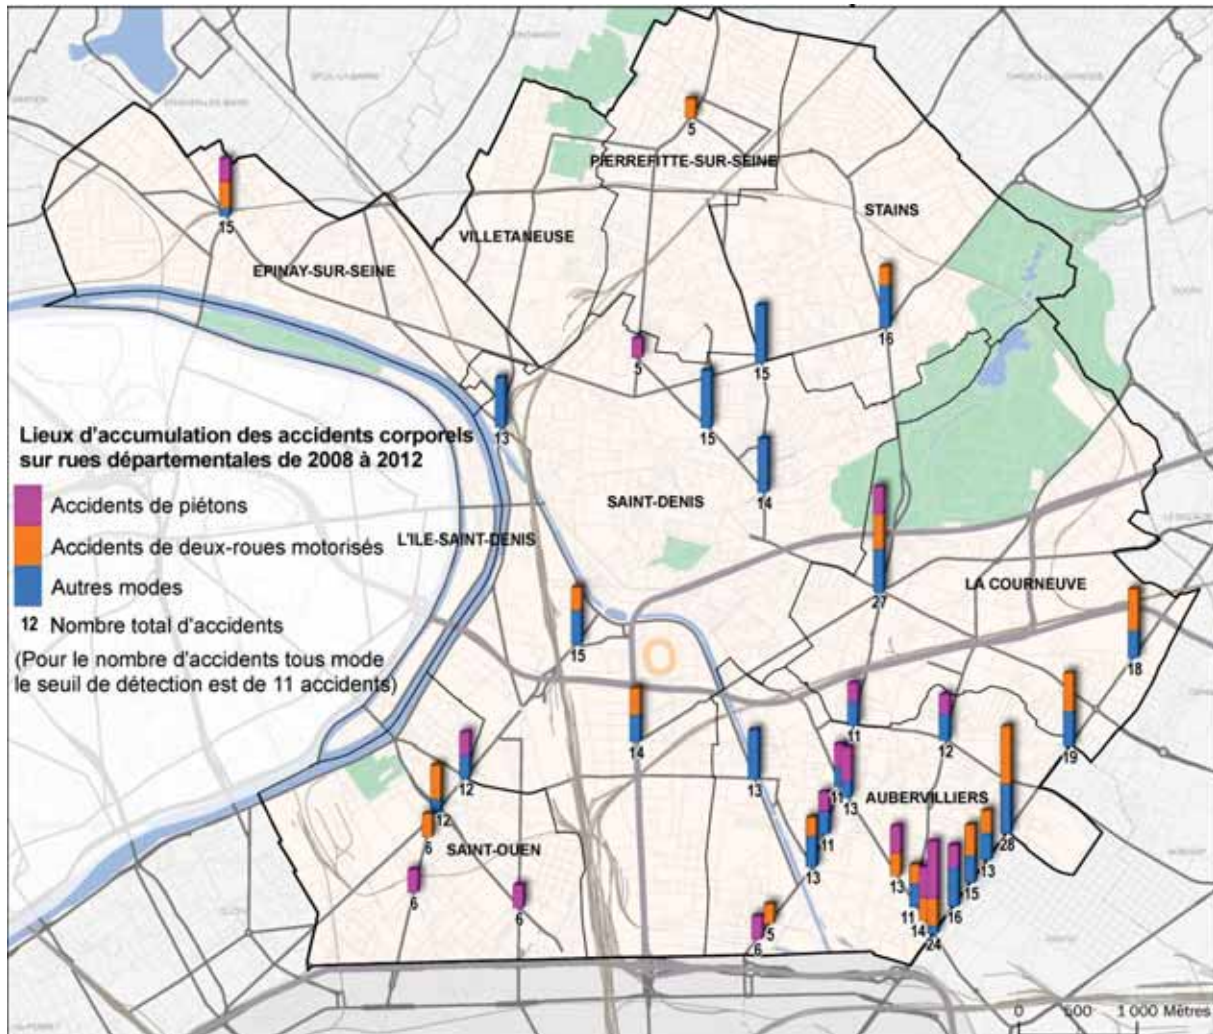 PIERREFITTE-SUR-SEINE
STAINS
VILLETANEUSE
EPINAY-SUR-SEINE
SAINT-DENIS
L'ILE-SAINT-DENIS
LA COURNEUVE
AUBERVILLIERS
SAINT-OUEN
Lieux d'accumulation des accidents corporels
sur rues départementales de 2008 à 2012
Accidents de piétons
Accidents de deux-roues motorisés
Autres modes
12 Nombre total d'accidents
(Pour le nombre d'accidents tous mode
le seuil de détection est de 11 accidents)
5
15
16
5
15
13
15
14
27
15
18
11
12
14
19
12
13
11
13
12
11
28
6
13
13
13
15
6
6
11
16
14
5
24
6
0 500 1 000 Mètres